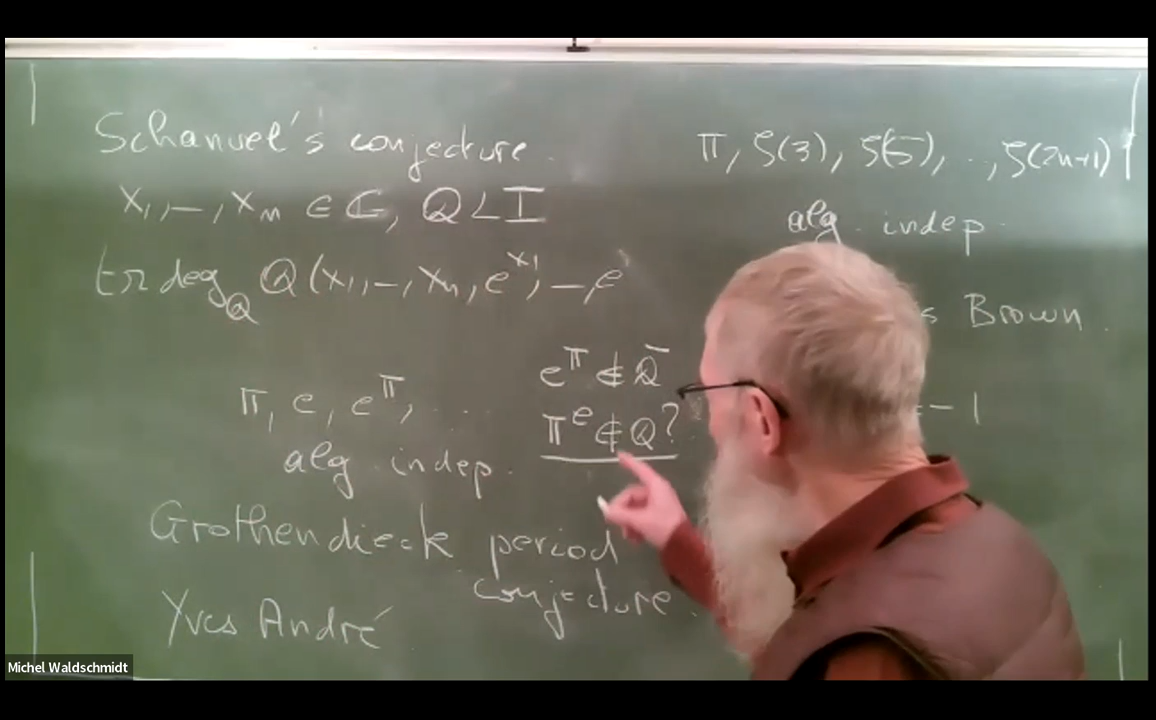 Schanuel's conjecture.
x₁, –, xₙ ∈ ℂ, ℚ L I
tr deg_ℚ ℚ(x₁, –, xₙ, e^x₁, –, e
π, e, e^π, ....
alg. indep.
e^π ∉ ℚ̄
π^e ∉ ℚ?
Grothendieck period
conjecture.
Yves André
π, ζ(3), ζ(5), .., ζ(2n+1)
alg. indep.
Brown.
– 1
Michel Waldschmidt